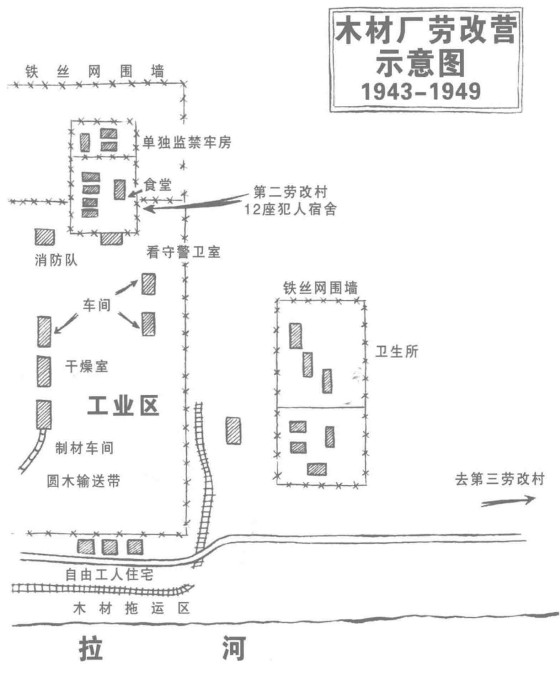 木材厂劳改营
示意图
1943-1949
铁丝网围墙
单独监禁牢房
食堂
第二劳改村
12座犯人宿舍
消防队
看守警卫室
铁丝网围墙
车间
卫生所
干燥室
工业区
制材车间
圆木输送带
去第三劳改村
自由工人住宅
木材拖运区
拉河